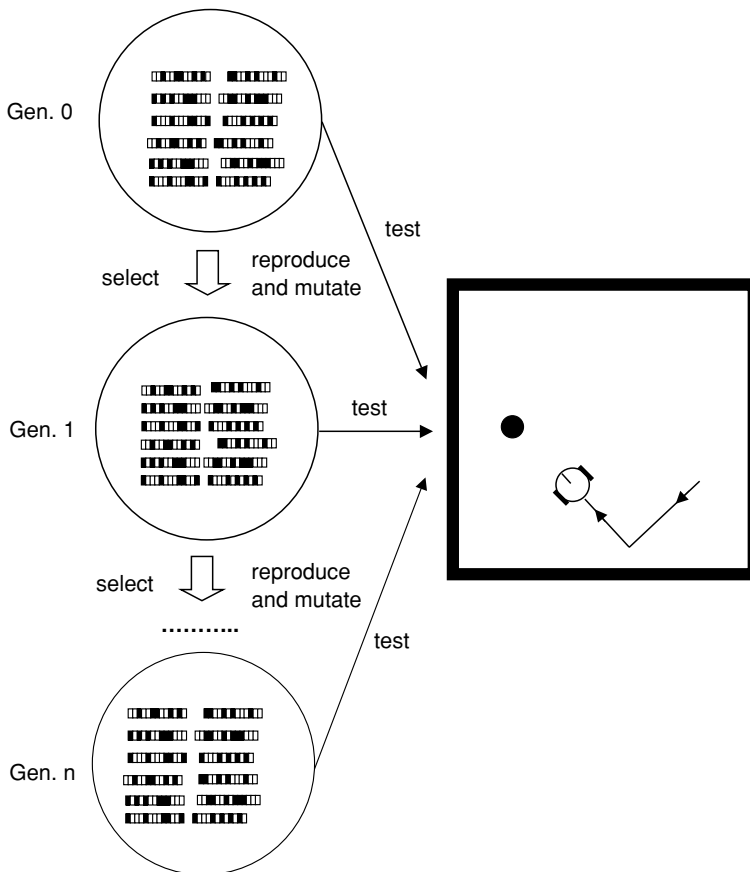 Gen. 0
test
select
reproduce
and mutate
Gen. 1
test
select
reproduce
and mutate
...........
test
Gen. n